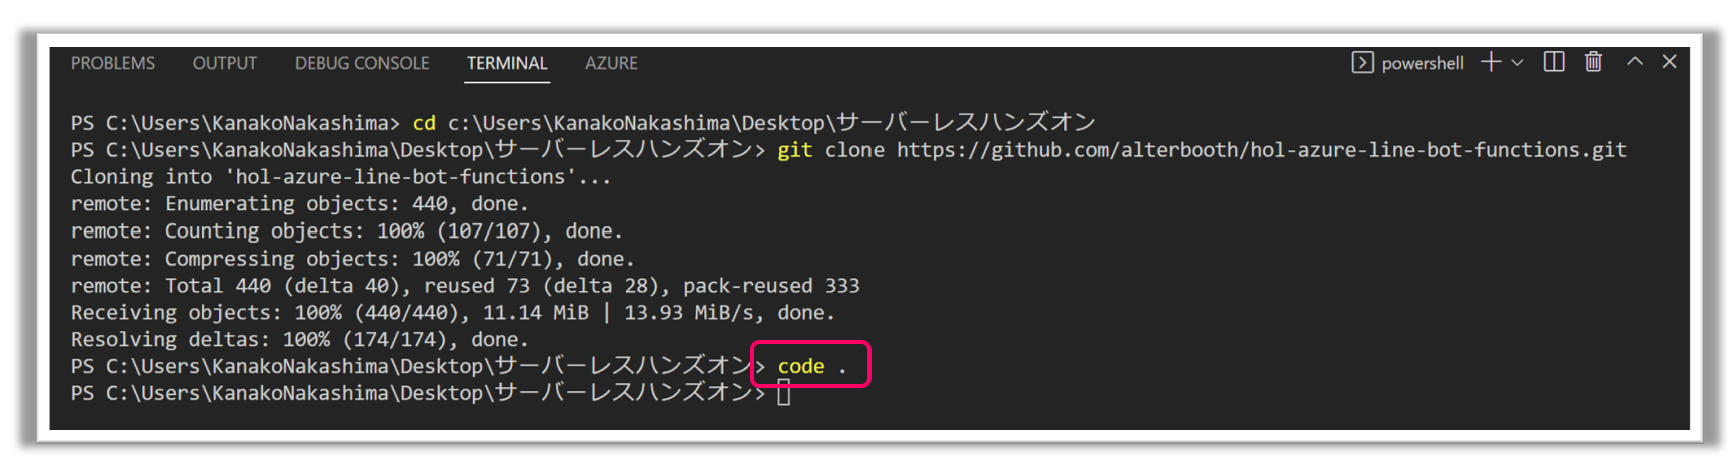 PROBLEMS OUTPUT DEBUG CONSOLE TERMINAL AZURE powershell
PS C:\Users\KanakoNakashima> cd c:\Users\KanakoNakashima\Desktop\サーバーレスハンズオン
PS C:\Users\KanakoNakashima\Desktop\サーバーレスハンズオン> git clone https://github.com/alterbooth/hol-azure-line-bot-functions.git
Cloning into 'hol-azure-line-bot-functions'...
remote: Enumerating objects: 440, done.
remote: Counting objects: 100% (107/107), done.
remote: Compressing objects: 100% (71/71), done.
remote: Total 440 (delta 40), reused 73 (delta 28), pack-reused 333
Receiving objects: 100% (440/440), 11.14 MiB | 13.93 MiB/s, done.
Resolving deltas: 100% (174/174), done.
PS C:\Users\KanakoNakashima\Desktop\サーバーレスハンズオン> code .
PS C:\Users\KanakoNakashima\Desktop\サーバーレスハンズオン>